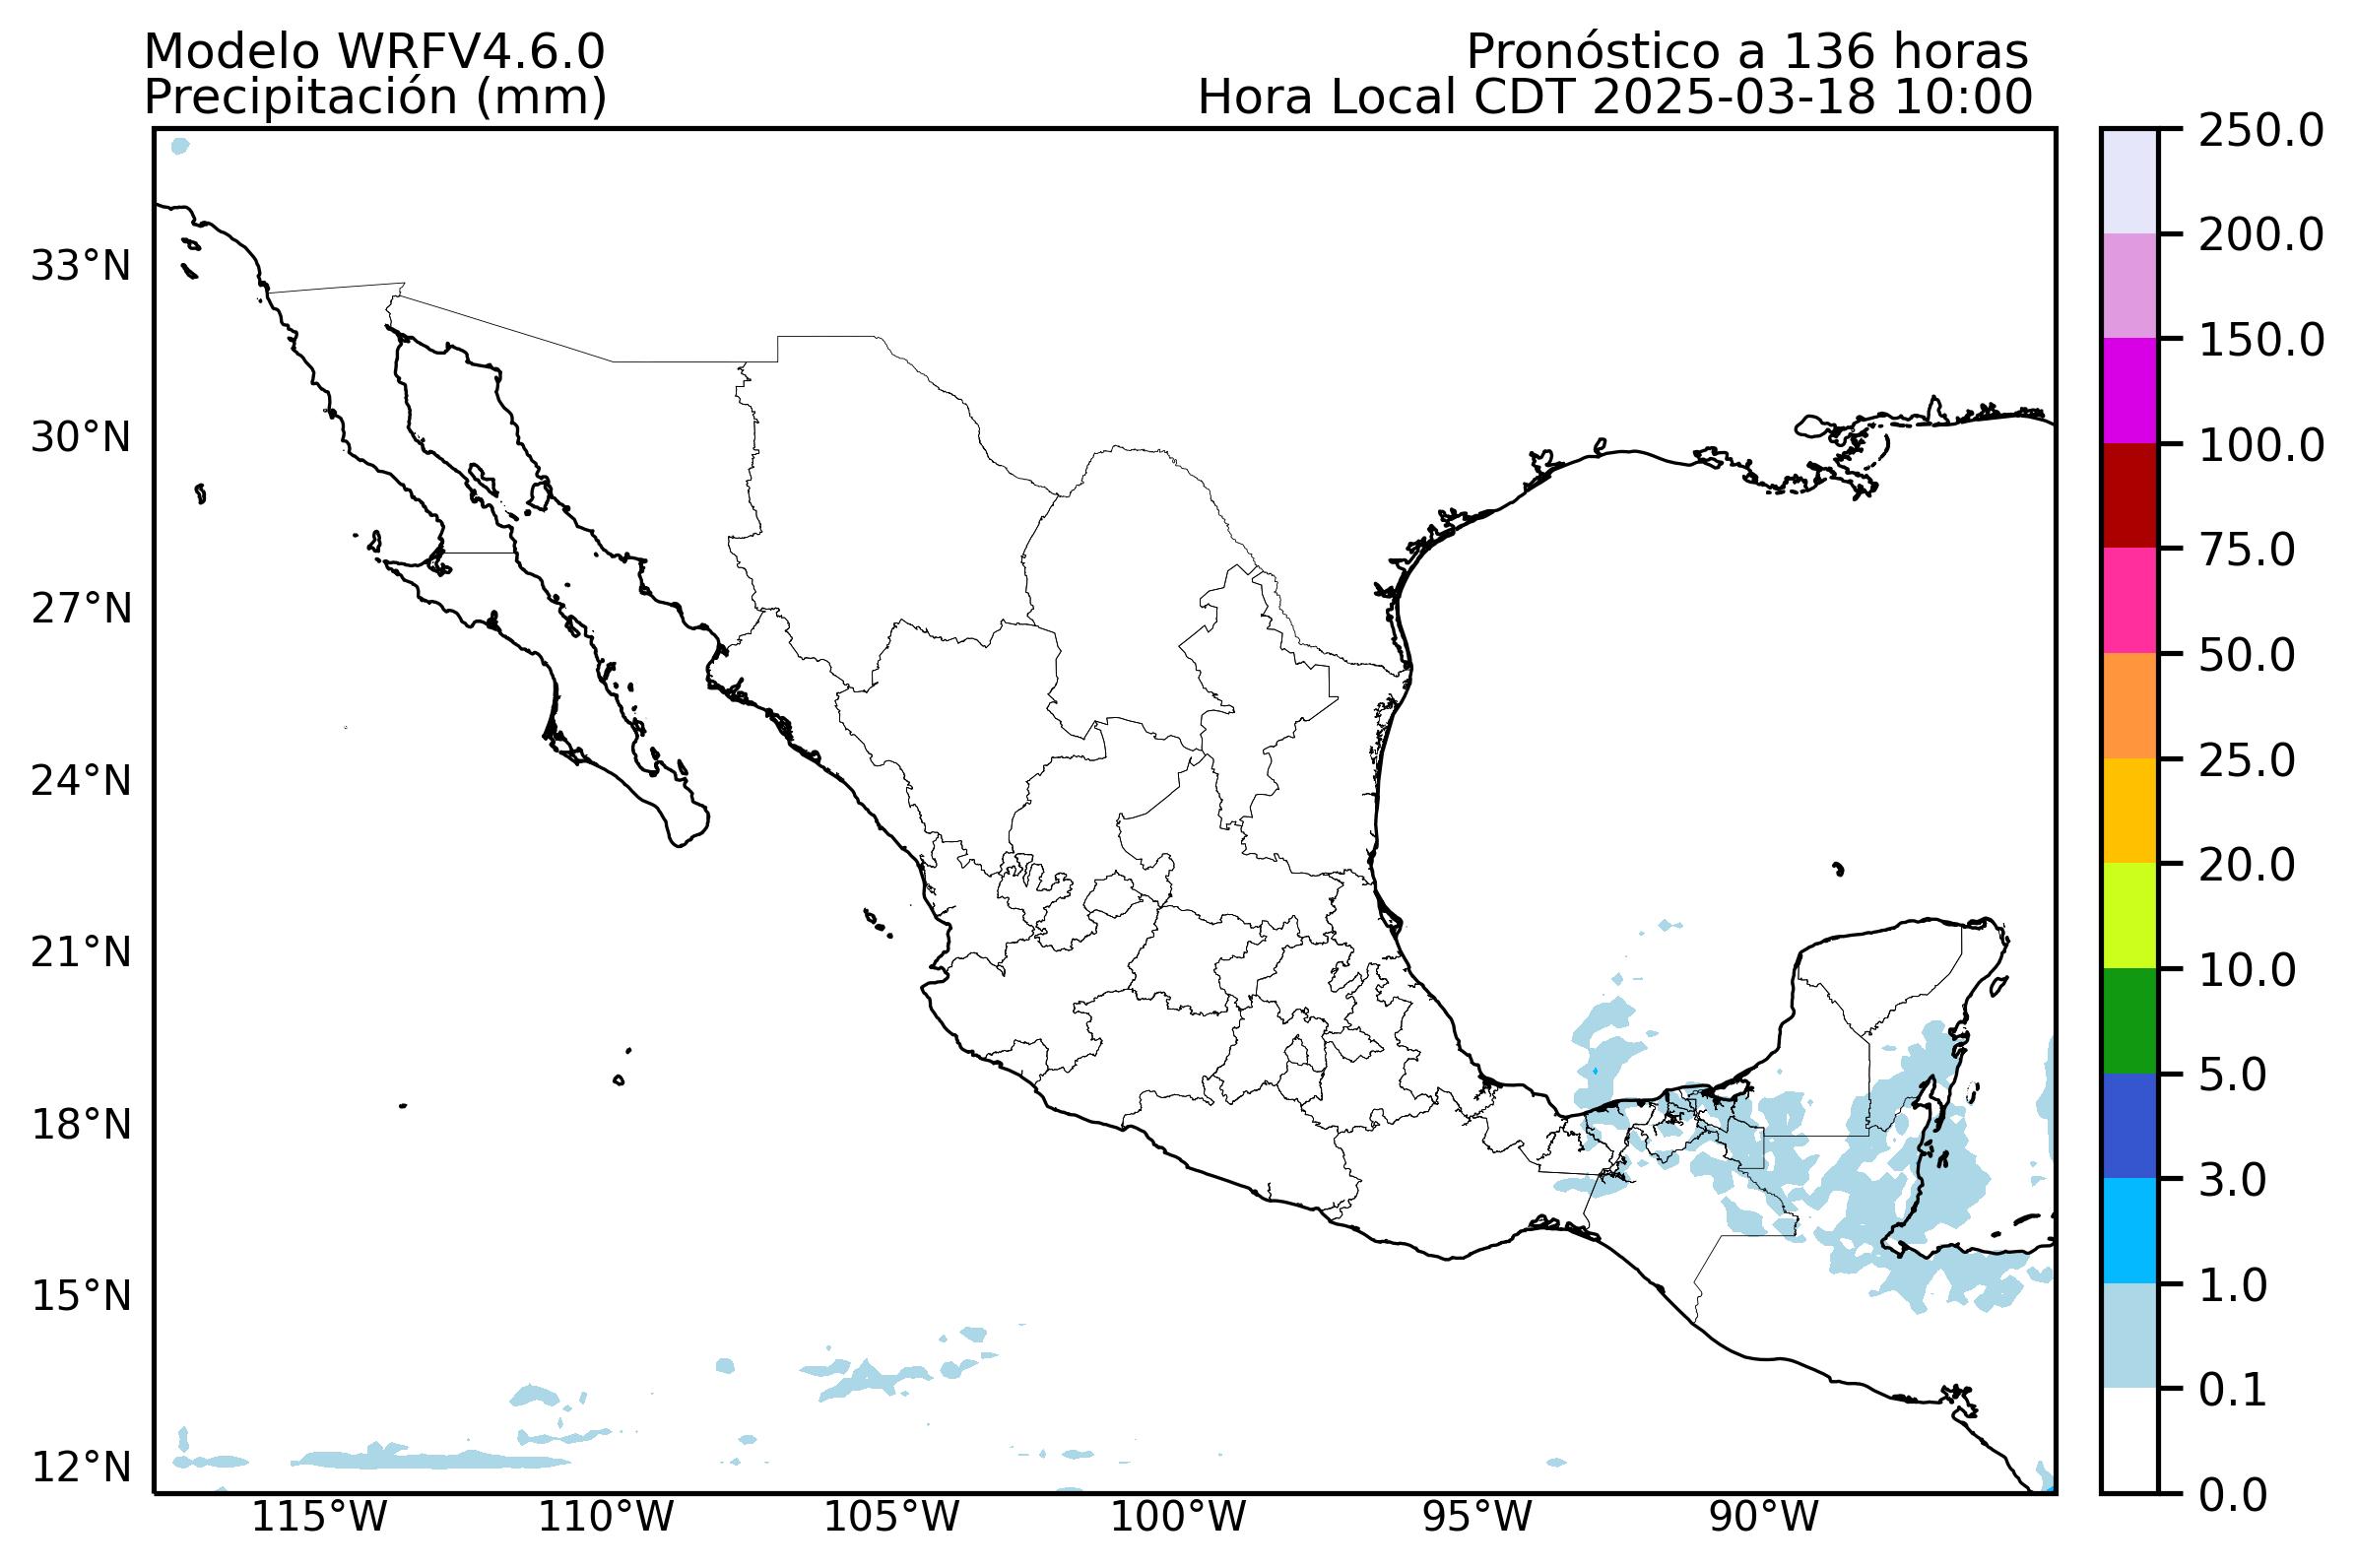 Modelo WRFV4.6.0
Precipitación (mm)
Pronóstico a 136 horas
Hora Local CDT 2025-03-18 10:00
33°N
30°N
27°N
24°N
21°N
18°N
15°N
12°N
115°W
110°W
105°W
100°W
95°W
90°W
250.0
200.0
150.0
100.0
75.0
50.0
25.0
20.0
10.0
5.0
3.0
1.0
0.1
0.0